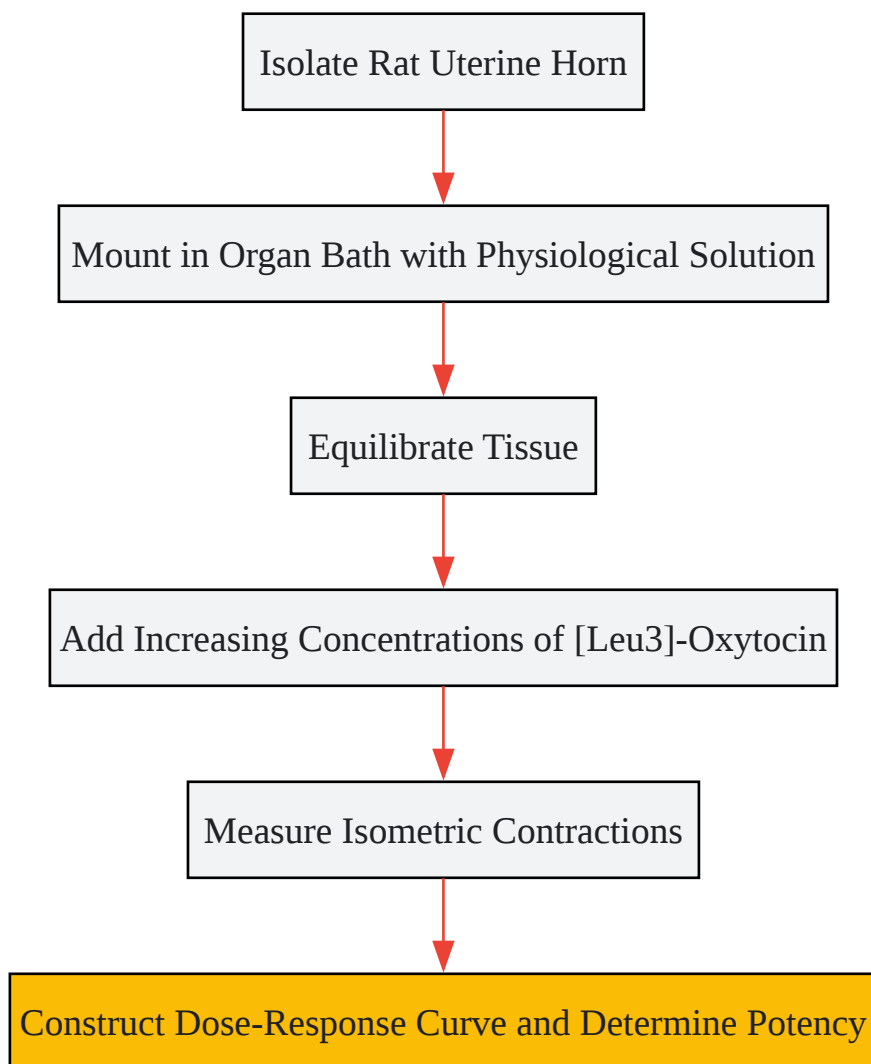 Isolate Rat Uterine Horn
Mount in Organ Bath with Physiological Solution
Equilibrate Tissue
Add Increasing Concentrations of [Leu3]-Oxytocin
Measure Isometric Contractions
Construct Dose-Response Curve and Determine Potency